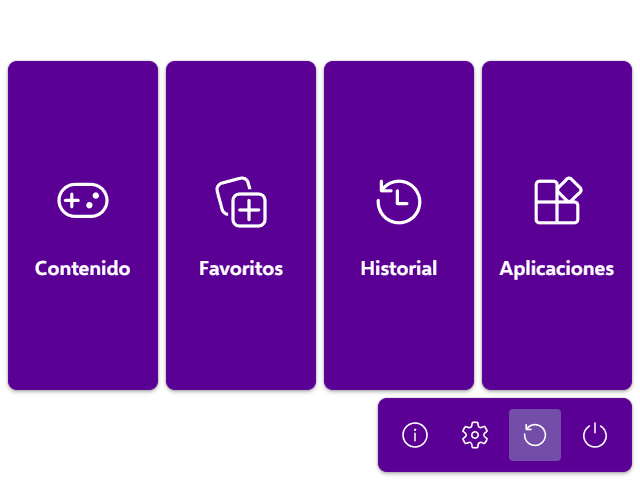 Contenido
Favoritos
Historial
Aplicaciones